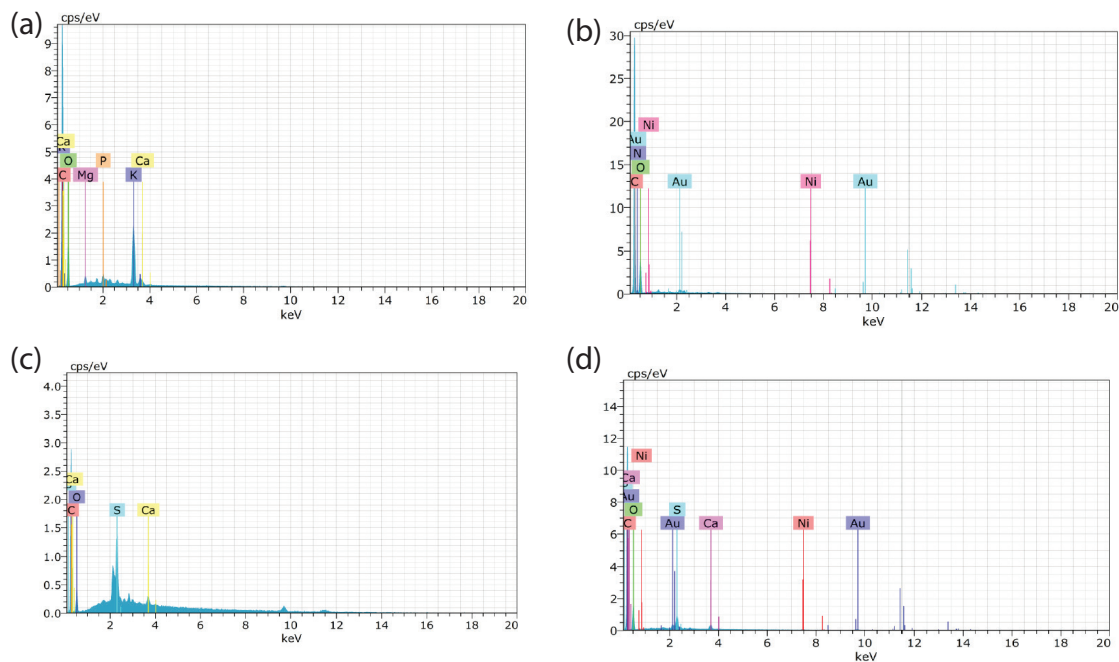 (a)
cps/eV
9
8
7
6
5
4
3
2
1
0
Ca
O P Ca
C Mg K
2 4 6 8 10 12 14 16 18 20
keV
(b)
cps/eV
30
25
20
15
10
5
0
Ni
Au
N
O
C Au Ni Au
2 4 6 8 10 12 14 16 18 20
keV
(c)
cps/eV
4.0
3.5
3.0
2.5
2.0
1.5
1.0
0.5
0.0
Ca
O
C S Ca
2 4 6 8 10 12 14 16 18 20
keV
(d)
cps/eV
14
12
10
8
6
4
2
0
Ni
Ca
Au
O S
C Au Ca Ni Au
2 4 6 8 10 12 14 16 18 20
keV